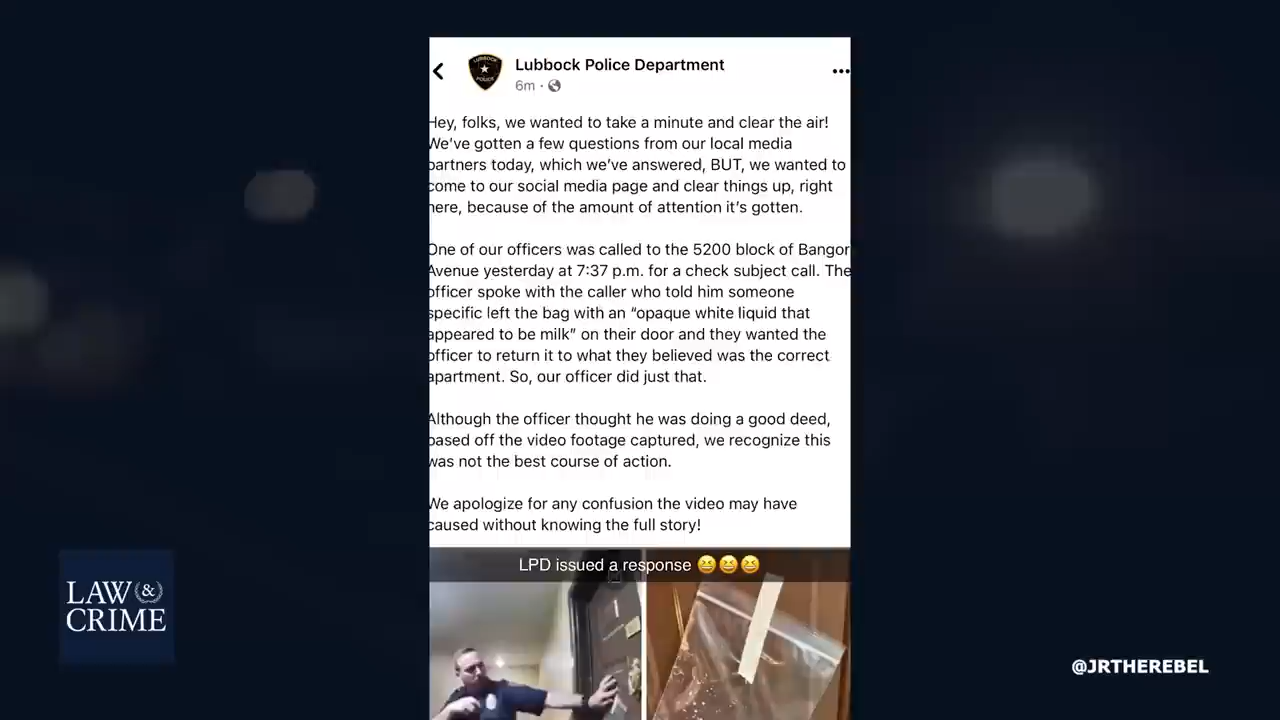 Lubbock Police Department
6m ·
Hey, folks, we wanted to take a minute and clear the air!
We've gotten a few questions from our local media
partners today, which we've answered, BUT, we wanted to
come to our social media page and clear things up, right
here, because of the amount of attention it's gotten.
One of our officers was called to the 5200 block of Bangor
Avenue yesterday at 7:37 p.m. for a check subject call. The
officer spoke with the caller who told him someone
specific left the bag with an “opaque white liquid that
appeared to be milk” on their door and they wanted the
officer to return it to what they believed was the correct
apartment. So, our officer did just that.
Although the officer thought he was doing a good deed,
based off the video footage captured, we recognize this
was not the best course of action.
We apologize for any confusion the video may have
caused without knowing the full story!
LPD issued a response 😆😆😆
LAW &
CRIME
@JRTHEREBEL